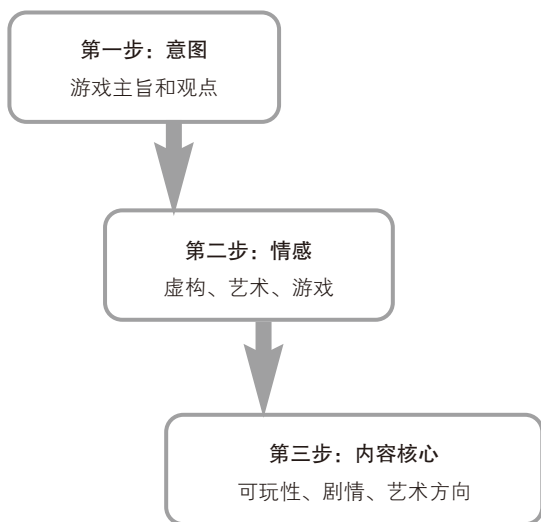 第一步：意图
游戏主旨和观点
第二步：情感
虚构、艺术、游戏
第三步：内容核心
可玩性、剧情、艺术方向